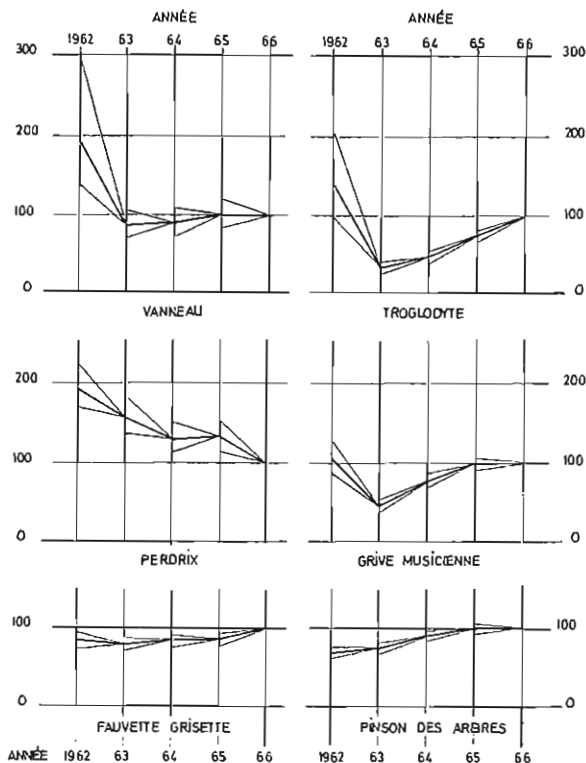 ANNÉE ANNÉE
1962 63 64 65 66 1962 63 64 65 66
300 300
200 200
100 100
0 0
VANNEAU TROGLODYTE
200 200
100 100
0 0
PERDRIX GRIVE MUSICIENNE
100 100
0 0
FAUVETTE GRISETTE PINSON DES ARBRES
ANNÉE 1962 63 64 65 66 1962 63 64 65 66